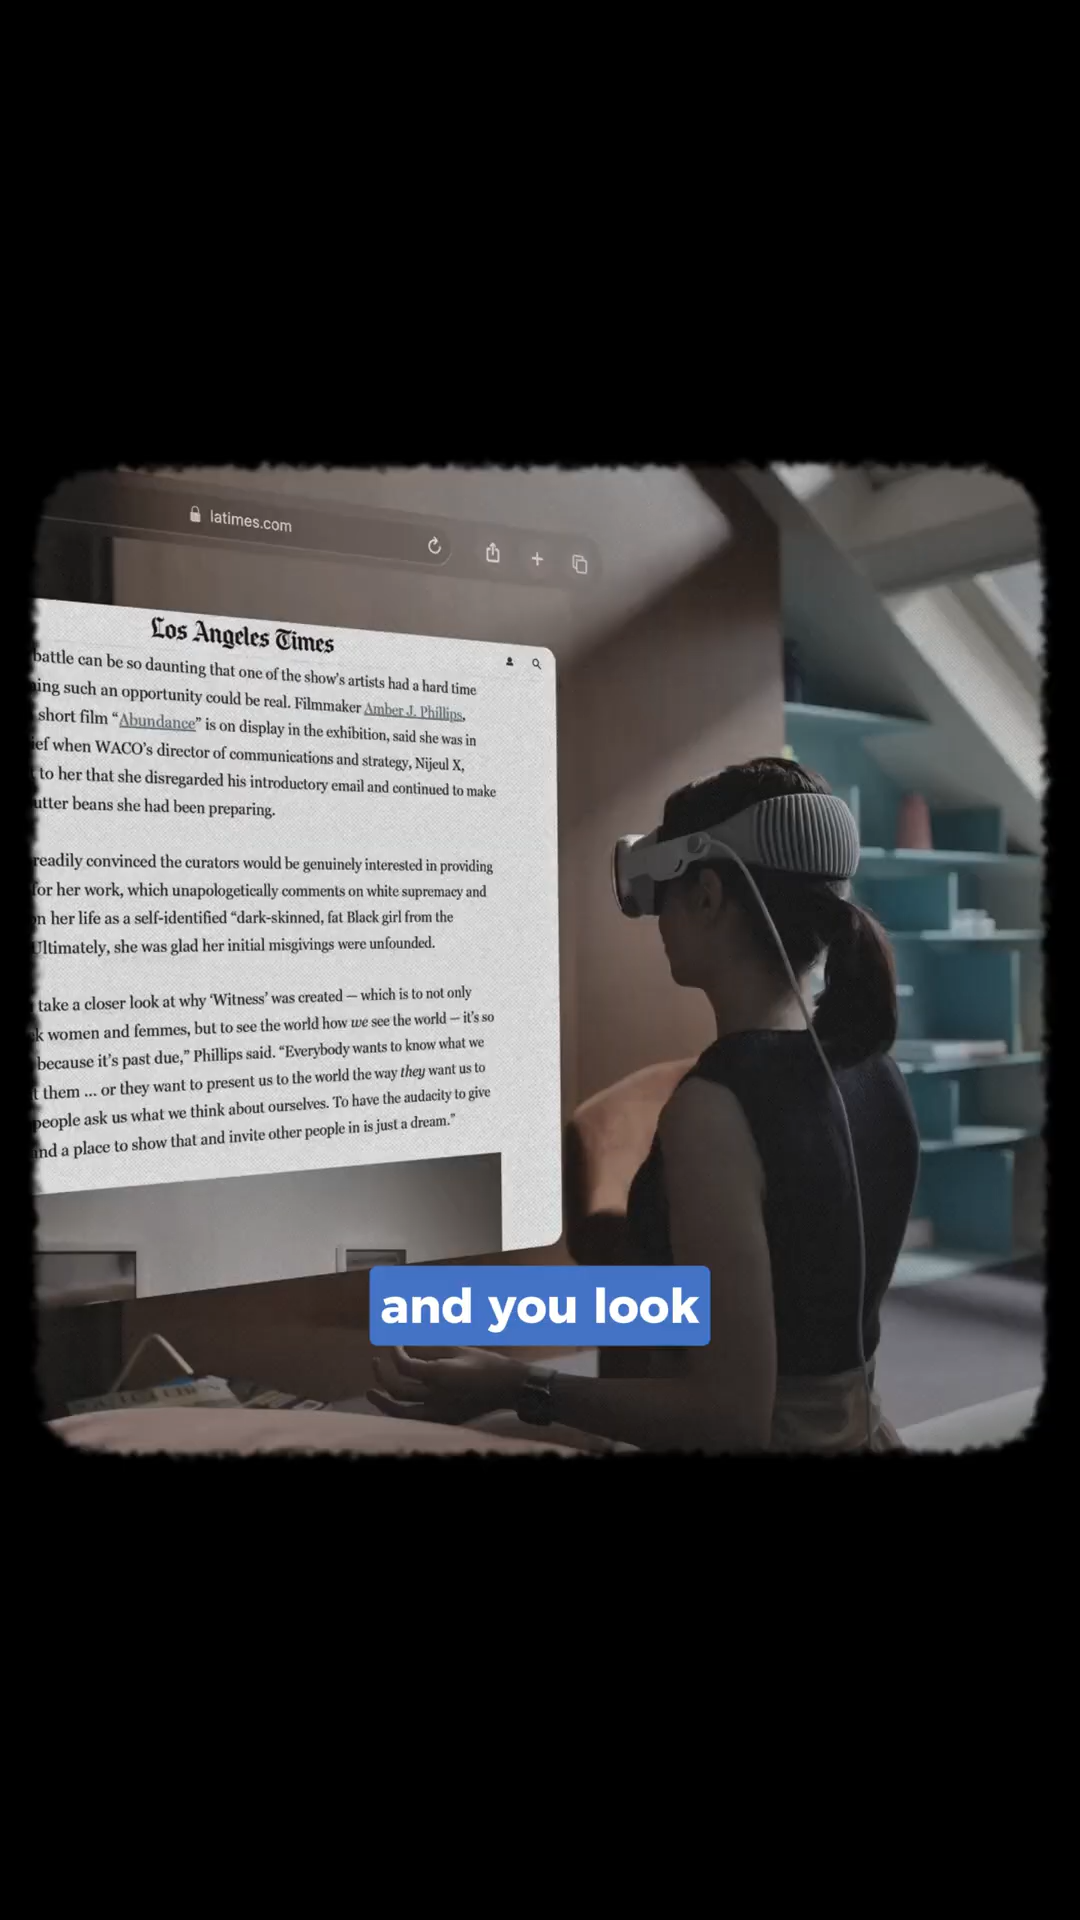 latimes.com
Los Angeles Times
battle can be so daunting that one of the show's artists had a hard time
ing such an opportunity could be real. Filmmaker Amber J. Phillips,
short film “Abundance” is on display in the exhibition, said she was in
ief when WACO's director of communications and strategy, Nijeul X,
to her that she disregarded his introductory email and continued to make
utter beans she had been preparing.
readily convinced the curators would be genuinely interested in providing
for her work, which unapologetically comments on white supremacy and
n her life as a self-identified “dark-skinned, fat Black girl from the
Ultimately, she was glad her initial misgivings were unfounded.
take a closer look at why ‘Witness’ was created — which is to not only
k women and femmes, but to see the world how we see the world — it's so
because it's past due,” Phillips said. “Everybody wants to know what we
t them ... or they want to present us to the world the way they want us to
people ask us what we think about ourselves. To have the audacity to give
nd a place to show that and invite other people in is just a dream.”
and you look